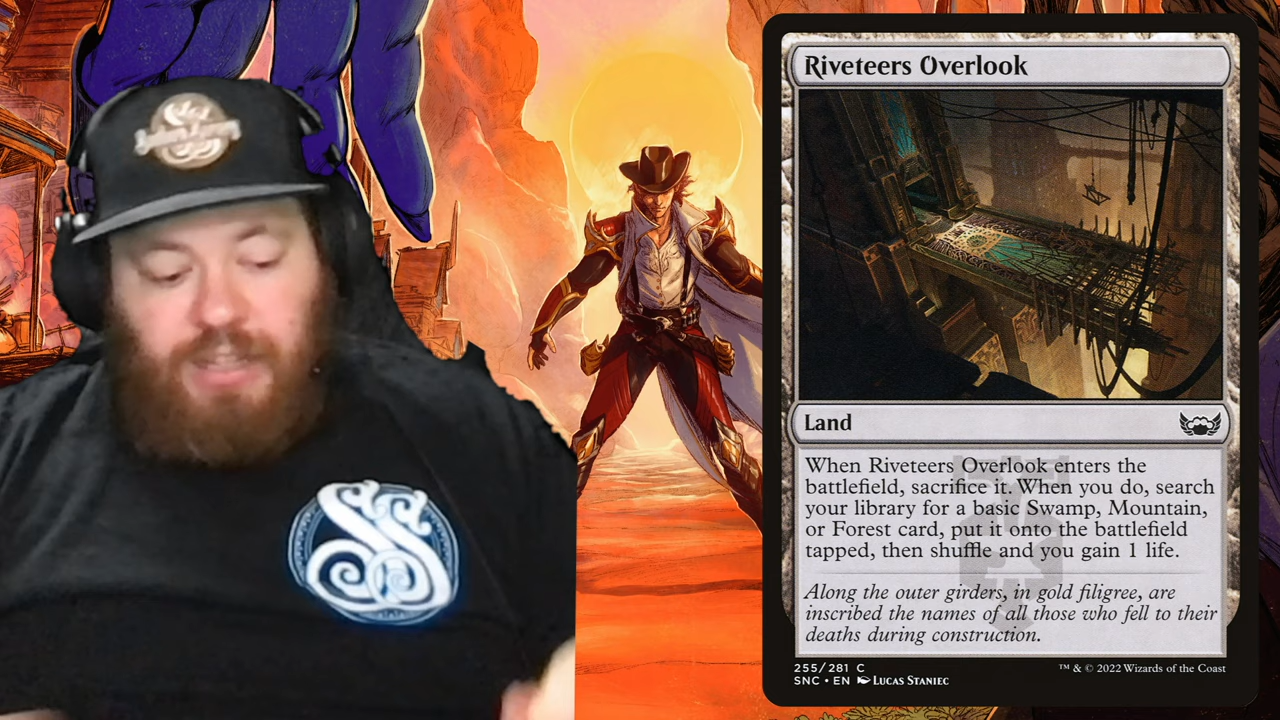 Riveteers Overlook
Land
When Riveteers Overlook enters the
battlefield, sacrifice it. When you do, search
your library for a basic Swamp, Mountain,
or Forest card, put it onto the battlefield
tapped, then shuffle and you gain 1 life.
Along the outer girders, in gold filigree, are
inscribed the names of all those who fell to their
deaths during construction.
255/281 C
SNC • EN Lucas Staniec
™ & © 2022 Wizards of the Coast